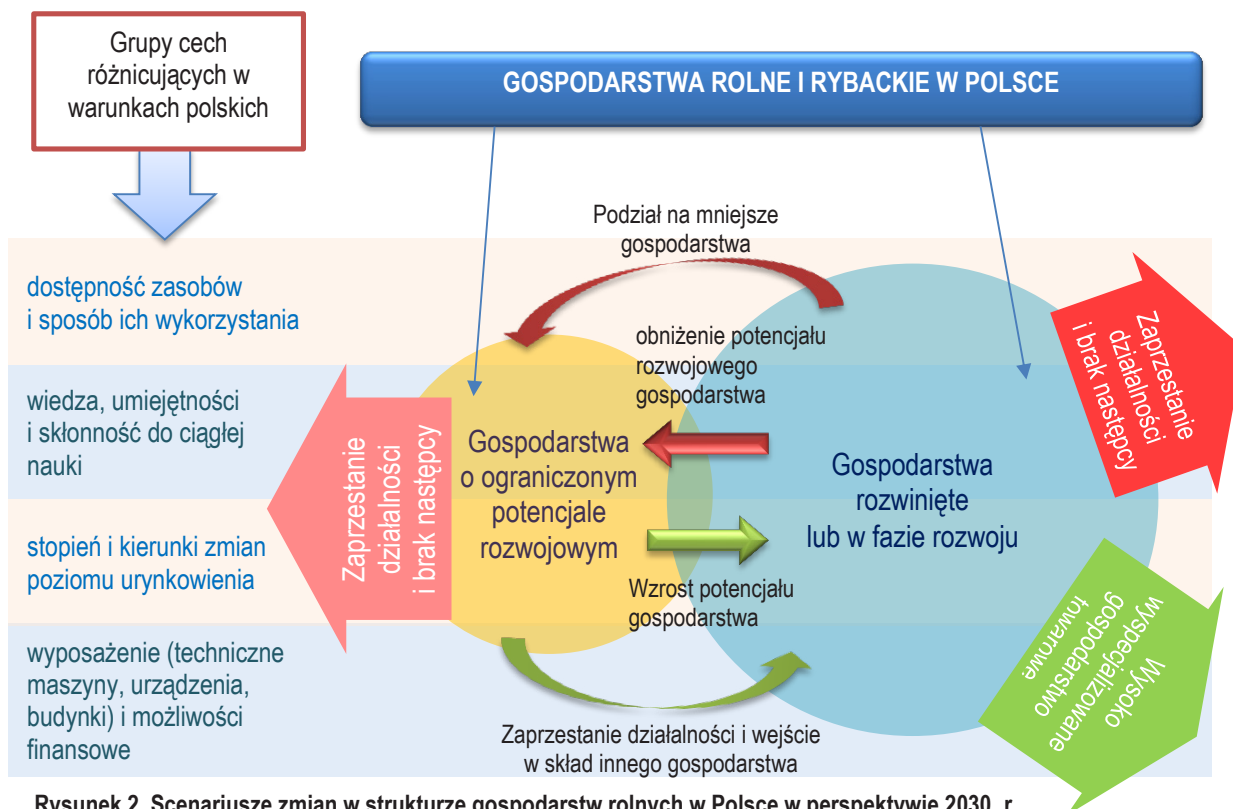 Grupy cech
różnicujących w
warunkach polskich
GOSPODARSTWA ROLNE I RYBACKIE W POLSCE
Podział na mniejsze
gospodarstwa
dostępność zasobów
i sposób ich wykorzystania
wiedza, umiejętności
i skłonność do ciągłej
nauki
stopień i kierunki zmian
poziomu urynkowienia
wyposażenie (techniczne
maszyny, urządzenia,
budynki) i możliwości
finansowe
Zaprzestanie
działalności
i brak następcy
obniżenie potencjału
rozwojowego
gospodarstwa
Gospodarstwa
o ograniczonym
potencjale
rozwojowym
Wzrost potencjału
gospodarstwa
Gospodarstwa
rozwinięte
lub w fazie rozwoju
Zaprzestanie
działalności
i brak następcy
Wysoko
wyspecjalizowane
gospodarstwo
towarowe
Zaprzestanie działalności i wejście
w skład innego gospodarstwa
Rysunek 2. Scenariusze zmian w strukturze gospodarstw rolnych w Polsce w perspektywie 2030 r